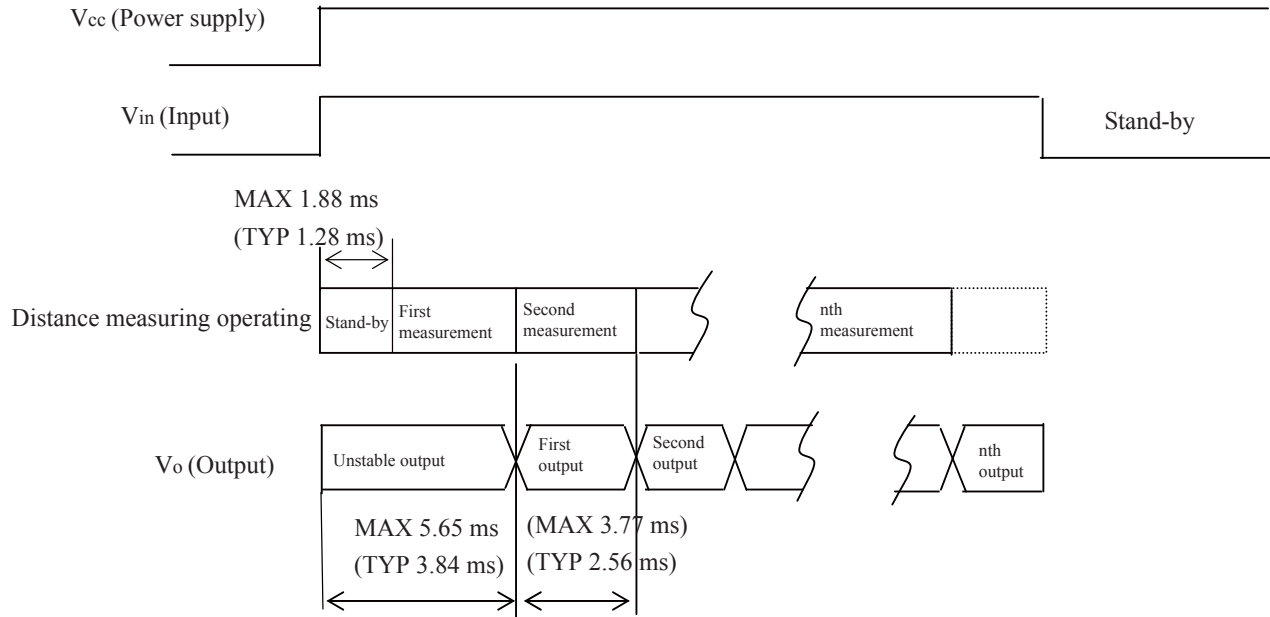 Vcc (Power supply)
Vin (Input)
Stand-by
MAX 1.88 ms
(TYP 1.28 ms)
Distance measuring operating
Stand-by
First
measurement
Second
measurement
nth
measurement
Vo (Output)
Unstable output
First
output
Second
output
nth
output
MAX 5.65 ms
(TYP 3.84 ms)
(MAX 3.77 ms)
(TYP 2.56 ms)